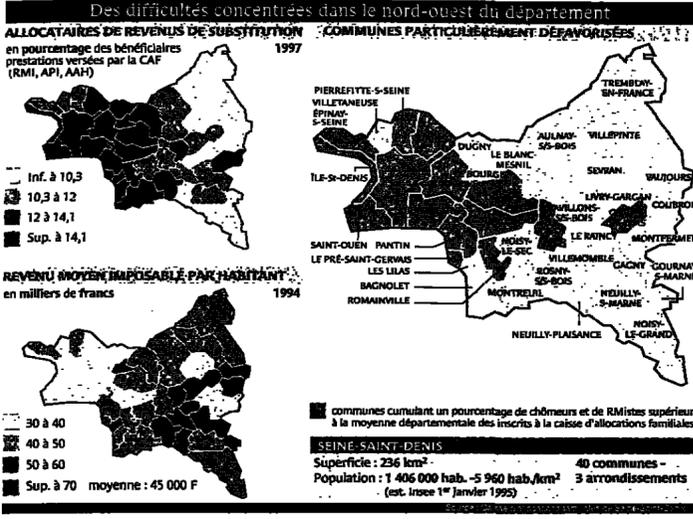 Des difficultés concentrées dans le nord-ouest du département
ALLOCATAIRES DE REVENUS DE SUBSTITUTION
en pourcentage des bénéficiaires 1997
prestations versées par la CAF
(RMI, API, AAH)
Inf. à 10,3
10,3 à 12
12 à 14,1
Sup. à 14,1
REVENU MOYEN IMPOSABLE PAR HABITANT
en milliers de francs 1994
30 à 40
40 à 50
50 à 60
Sup. à 70 moyenne : 45 000 F
COMMUNES PARTICULIÈREMENT DÉFAVORISÉES
TREMBLAY-
EN-FRANCE
PIERREFITTE-S-SEINE
VILLETANEUSE
ÉPINAY-
S-SEINE
DUGNY
AULNAY-
S/S-BOIS
VILLEPINTE
LE BLANC-
MESNIL
BOURG
ÎLE-St-DENIS
SEVRAN
VAUJOURS
LIVRY-GARGAN
COUBRON
PAVILLONS-
S/S-BOIS
SAINT-OUEN PANTIN
NOISY-
LE-SEC
LE RAINCY
MONTFERMEIL
LE PRÉ-SAINT-GERVAIS
VILLEMOMBLE
LES LILAS
GAGNY
GOURNAY
S-MARNE
BAGNOLET
ROSNY-
S/S-BOIS
ROMAINVILLE
MONTREUIL
NEUILLY-
S-MARNE
NEUILLY-PLAISANCE
NOISY-
LE-GRAND
communes cumulant un pourcentage de chômeurs et de RMistes supérieur
à la moyenne départementale des inscrits à la caisse d'allocations familiales
SEINE-SAINT-DENIS
Superficie : 236 km² 40 communes -
Population : 1 406 000 hab. -5 960 hab./km² 3 arrondissements
(est. Insee 1er Janvier 1995)